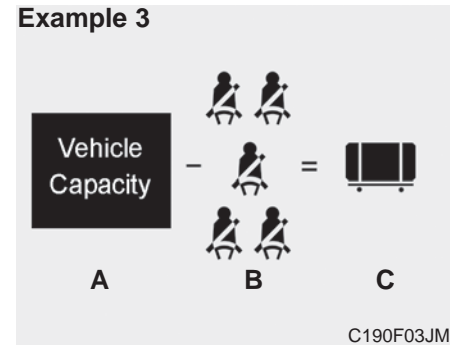 Example 3
Vehicle
Capacity
- =
A B C
C190F03JM